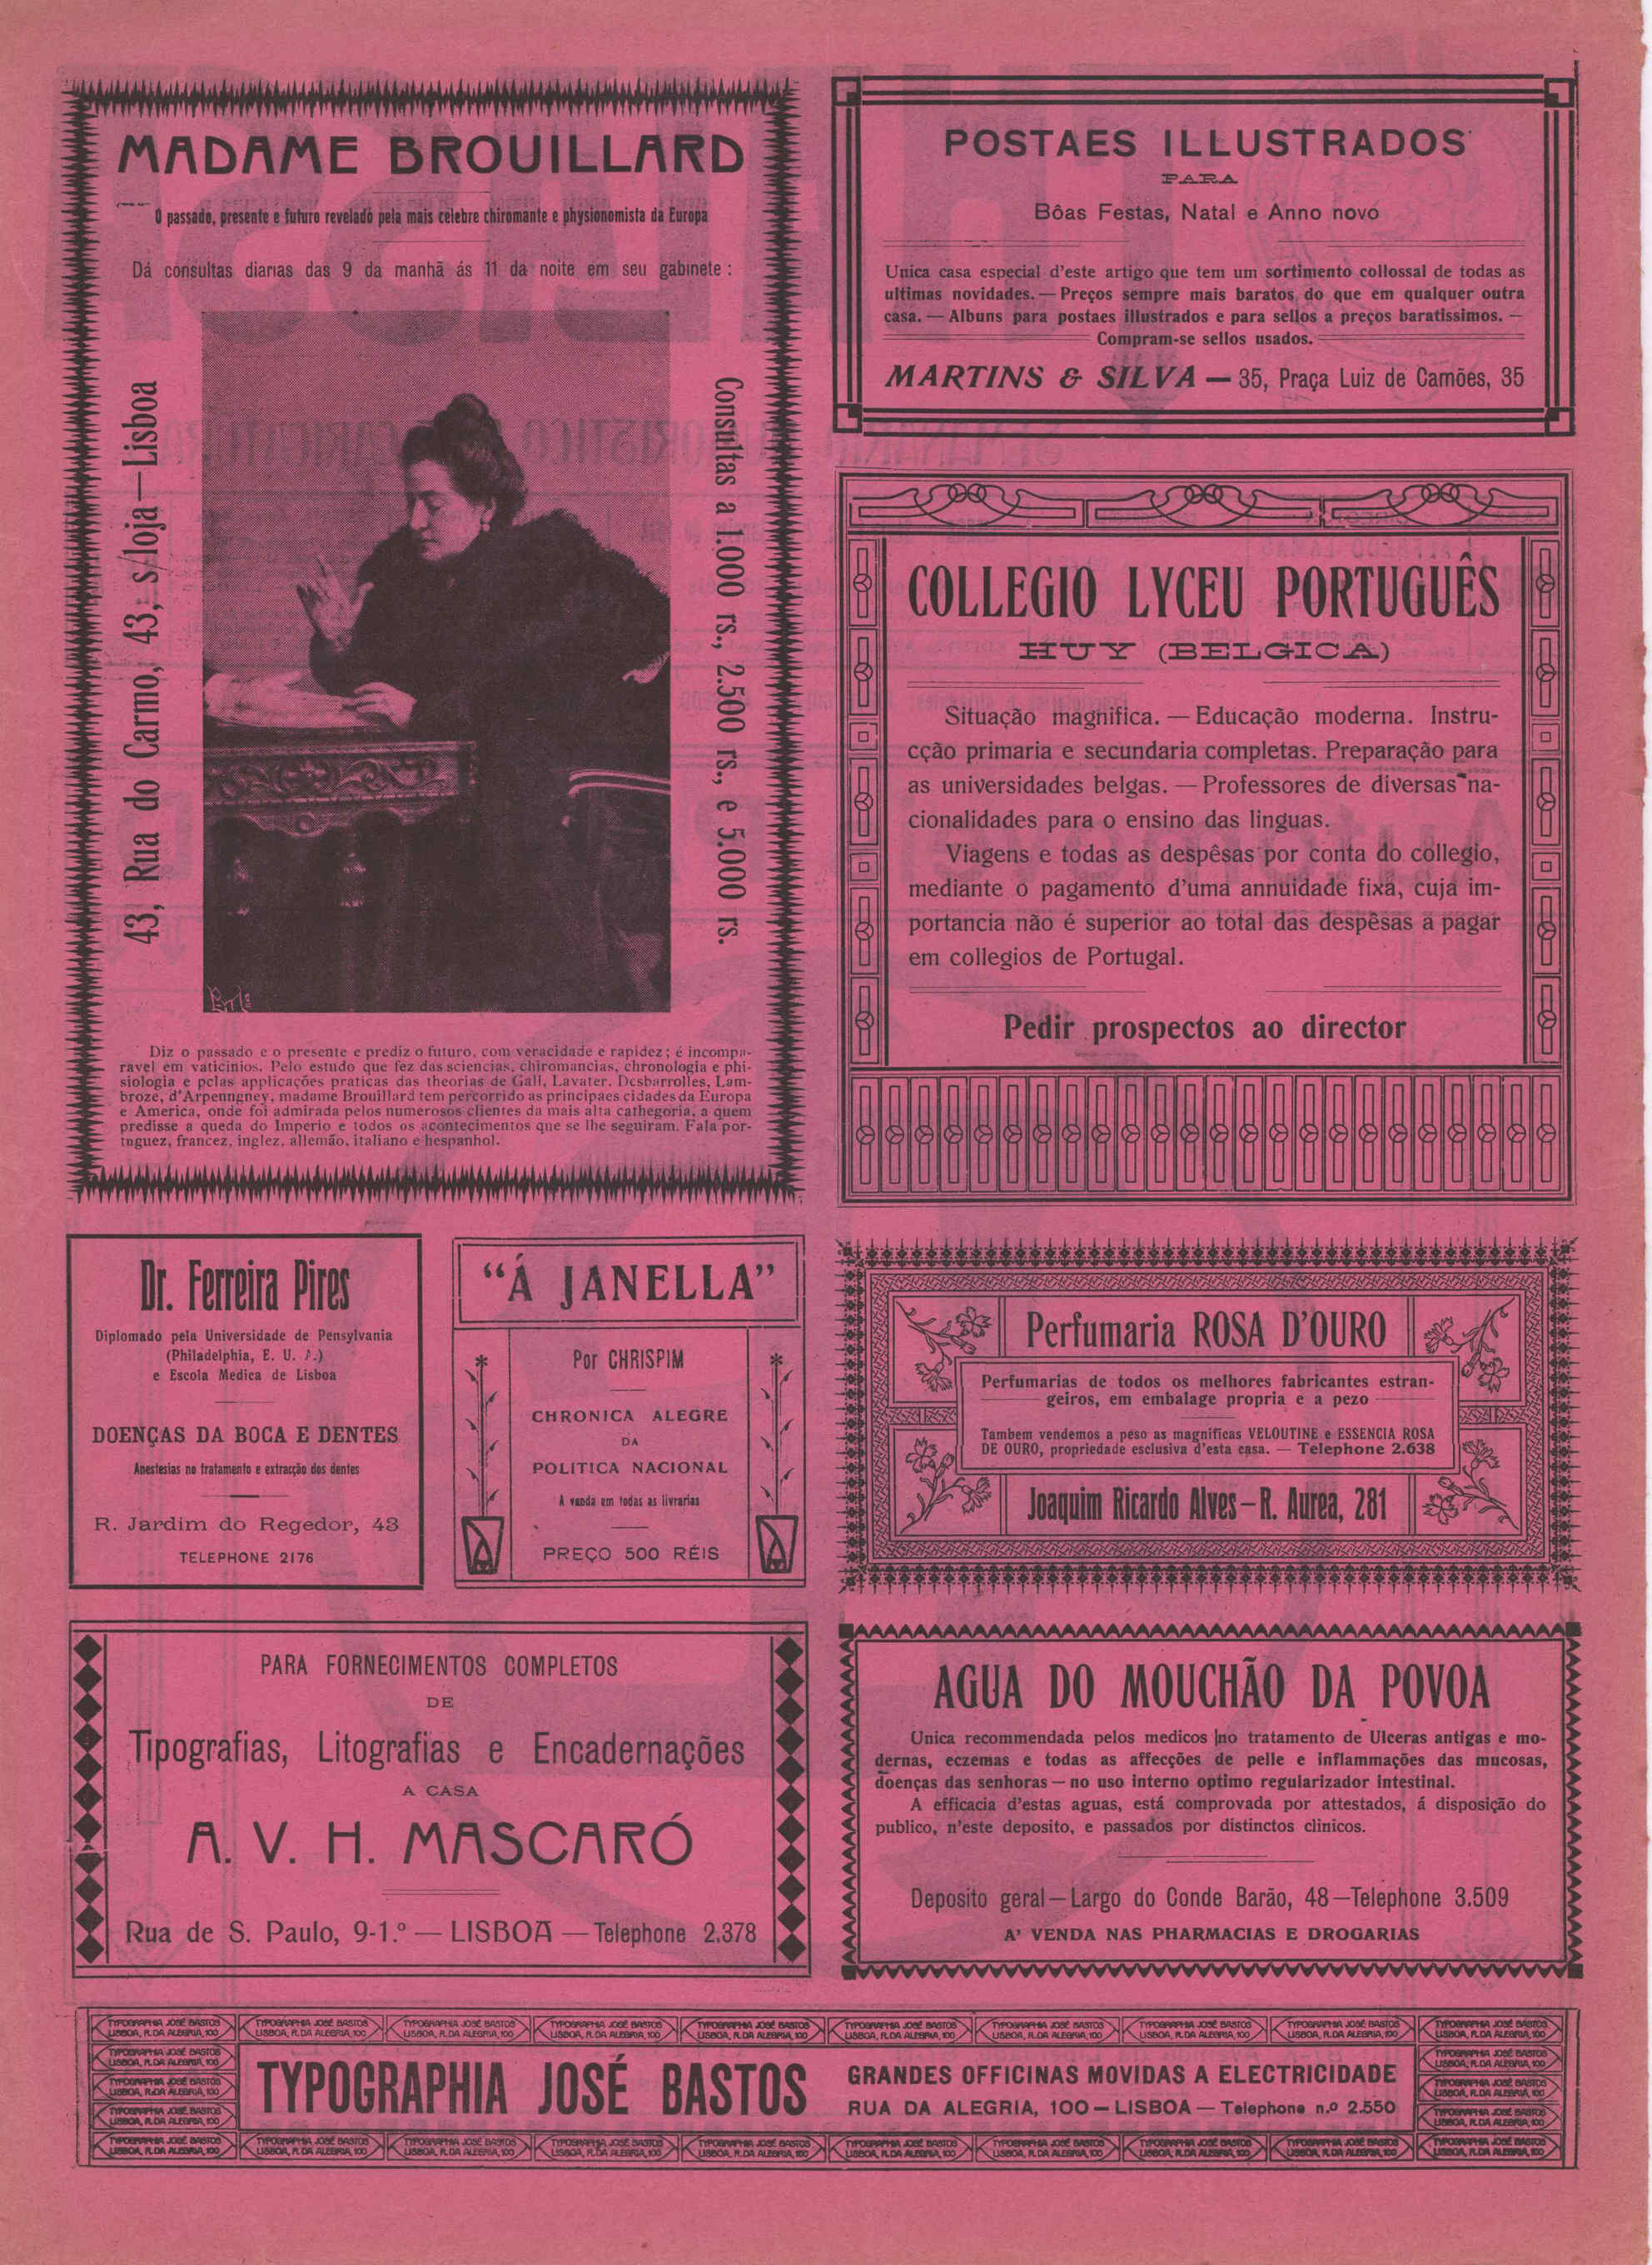 MADAME BROUILLARD
O passado, presente e futuro revelado pela mais celebre chiromante e physionomista da Europa
Dá consultas diarias das 9 da manhã ás 11 da noite em seu gabinete:
43, Rua do Carmo, 43, s/loja—Lisboa
Consultas a 1.000 rs., 2.500 rs., e 5.000 rs.
Diz o passado e o presente e prediz o futuro, com veracidade e rapidez; é incompa-
ravel em vaticinios. Pelo estudo que fez das sciencias, chiromancias, chronologia e phi-
siologia e pelas applicações praticas das theorias de Gall, Lavater, Desbarrolles, Lam-
broze, d'Arpenngney, madame Brouillard tem percorrido as principaes cidades da Europa
e America, onde foi admirada pelos numerosos clientes da mais alta cathegoria, a quem
predisse a queda do Imperio e todos os acontecimentos que se lhe seguiram. Fala por-
tuguez, francez, inglez, allemão, italiano e hespanhol.
POSTAES ILLUSTRADOS
PARA
Bôas Festas, Natal e Anno novo
Unica casa especial d'este artigo que tem um sortimento collossal de todas as
ultimas novidades.—Preços sempre mais baratos do que em qualquer outra
casa.—Albuns para postaes illustrados e para sellos a preços baratissimos.—
Compram-se sellos usados.
MARTINS & SILVA — 35, Praça Luiz de Camões, 35
COLLEGIO LYCEU PORTUGUÊS
HUY (BELGICA)
Situação magnifica. — Educação moderna. Instru-
cção primaria e secundaria completas. Preparação para
as universidades belgas. — Professores de diversas na-
cionalidades para o ensino das linguas.
Viagens e todas as despêsas por conta do collegio,
mediante o pagamento d'uma annuidade fixa, cuja im-
portancia não é superior ao total das despêsas a pagar
em collegios de Portugal.
Pedir prospectos ao director
Dr. Ferreira Pires
Diplomado pela Universidade de Pensylvania
(Philadelphia, E. U. A.)
e Escola Medica de Lisboa
DOENÇAS DA BOCA E DENTES
Anestesias no tratamento e extracção dos dentes
R. Jardim do Regedor, 43
TELEPHONE 2176
"Á JANELLA"
Por CHRISPIM
CHRONICA ALEGRE
DA
POLITICA NACIONAL
A venda em todas as livrarias
PREÇO 500 RÉIS
Perfumaria ROSA D'OURO
Perfumarias de todos os melhores fabricantes estran-
geiros, em embalage propria e a pezo
Tambem vendemos a peso as magnificas VELOUTINE e ESSENCIA ROSA
DE OURO, propriedade esclusiva d'esta casa. — Telephone 2.638
Joaquim Ricardo Alves—R. Aurea, 281
PARA FORNECIMENTOS COMPLETOS
DE
Tipografias, Litografias e Encadernações
A CASA
A. V. H. MASCARÓ
Rua de S. Paulo, 9-1.º — LISBOA — Telephone 2.378
AGUA DO MOUCHÃO DA POVOA
Unica recommendada pelos medicos no tratamento de Ulceras antigas e mo-
dernas, eczemas e todas as affecções de pelle e inflammações das mucosas,
doenças das senhoras — no uso interno optimo regularizador intestinal.
A efficacia d'estas aguas, está comprovada por attestados, á disposição do
publico, n'este deposito, e passados por distinctos clinicos.
Deposito geral—Largo do Conde Barão, 48—Telephone 3.509
A' VENDA NAS PHARMACIAS E DROGARIAS
TYPOGRAPHIA JOSÉ BASTOS
LISBOA, R. DA ALEGRIA, 100
TYPOGRAPHIA JOSÉ BASTOS
GRANDES OFFICINAS MOVIDAS A ELECTRICIDADE
RUA DA ALEGRIA, 100 — LISBOA — Telephone n.º 2.550